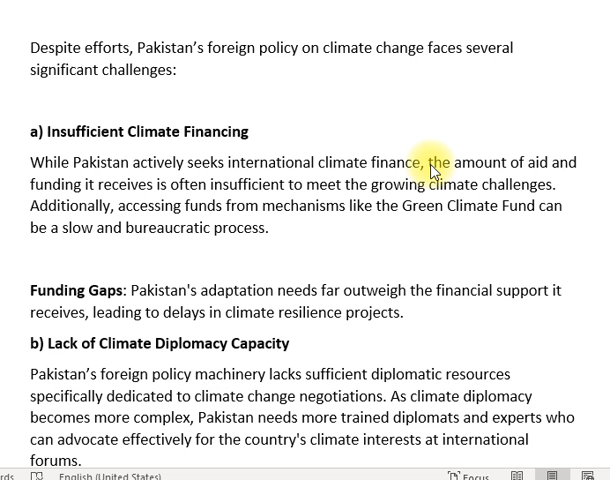 Despite efforts, Pakistan’s foreign policy on climate change faces several
significant challenges:
a) Insufficient Climate Financing
While Pakistan actively seeks international climate finance, the amount of aid and
funding it receives is often insufficient to meet the growing climate challenges.
Additionally, accessing funds from mechanisms like the Green Climate Fund can
be a slow and bureaucratic process.
Funding Gaps: Pakistan's adaptation needs far outweigh the financial support it
receives, leading to delays in climate resilience projects.
b) Lack of Climate Diplomacy Capacity
Pakistan’s foreign policy machinery lacks sufficient diplomatic resources
specifically dedicated to climate change negotiations. As climate diplomacy
becomes more complex, Pakistan needs more trained diplomats and experts who
can advocate effectively for the country's climate interests at international
forums.
rds English (United States) Focus